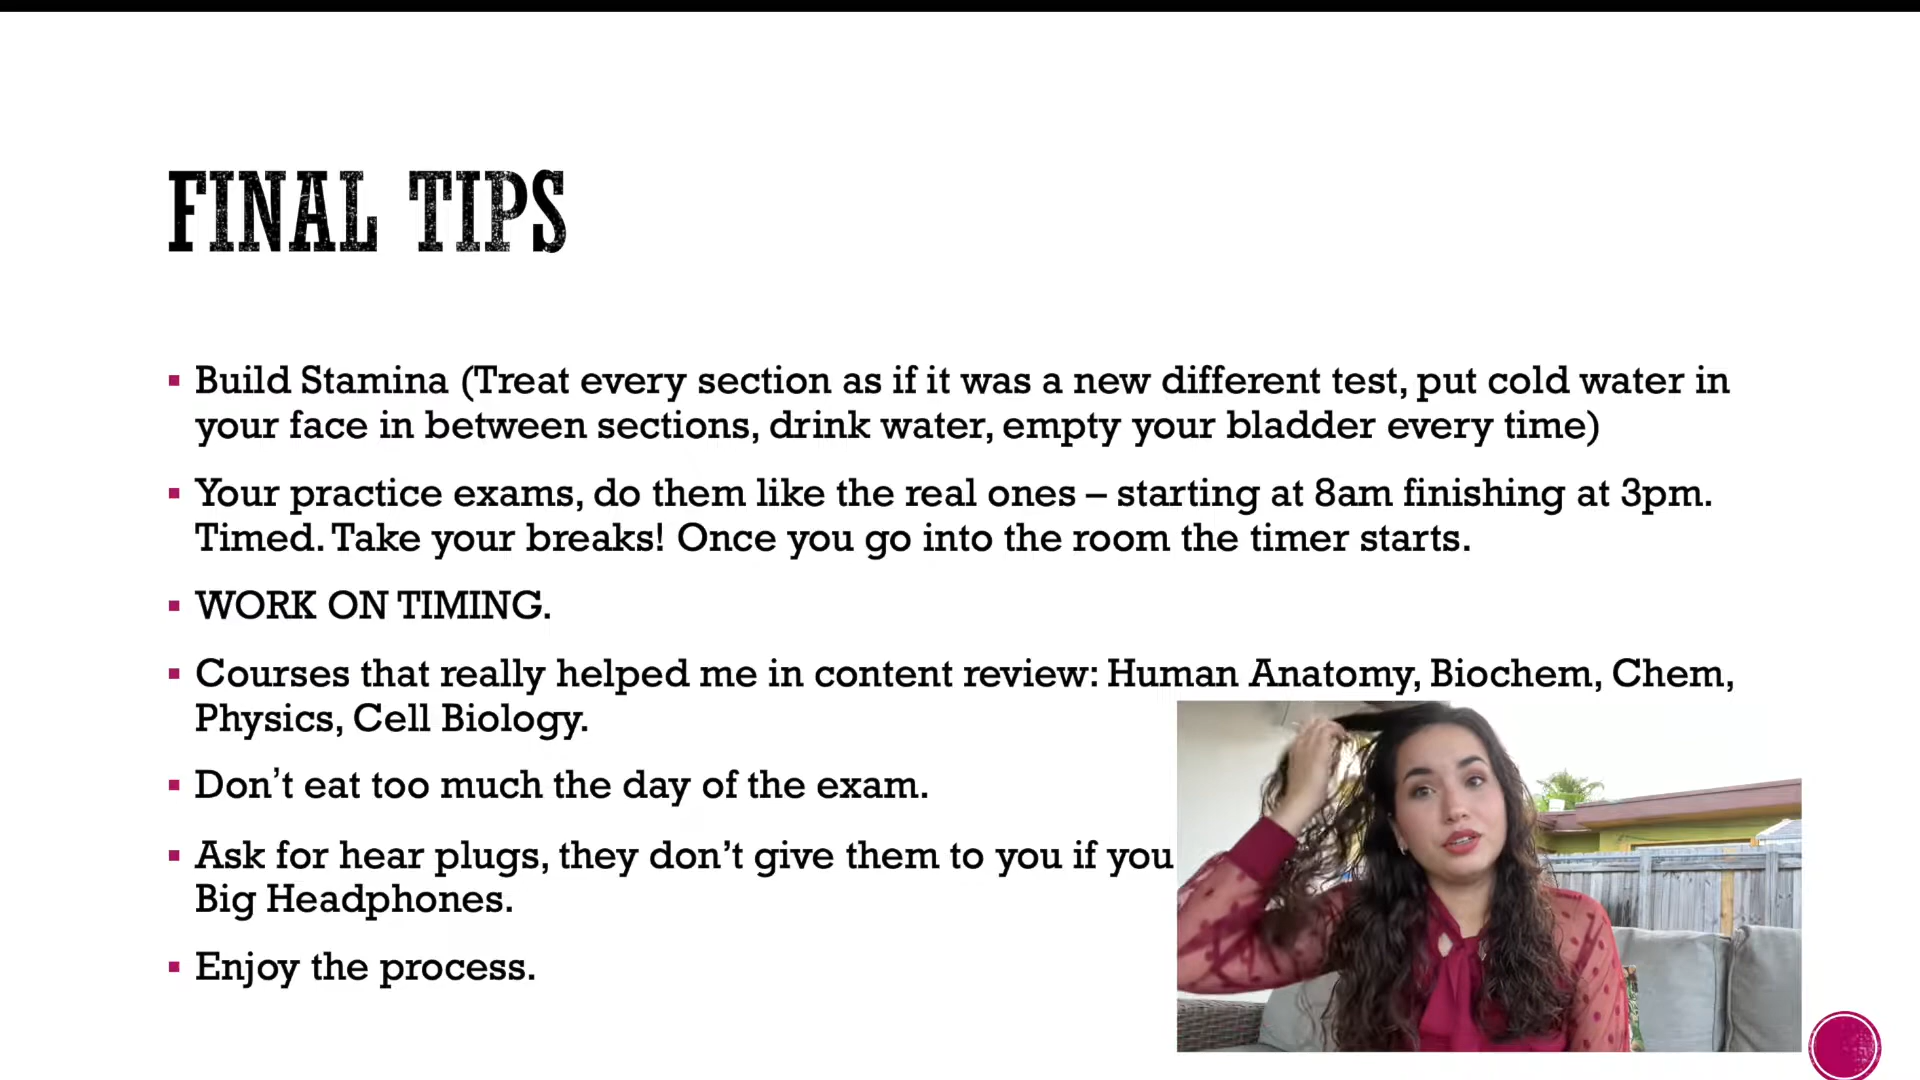 FINAL TIPS
Build Stamina (Treat every section as if it was a new different test, put cold water in
your face in between sections, drink water, empty your bladder every time)
Your practice exams, do them like the real ones – starting at 8am finishing at 3pm.
Timed. Take your breaks! Once you go into the room the timer starts.
WORK ON TIMING.
Courses that really helped me in content review: Human Anatomy, Biochem, Chem,
Physics, Cell Biology.
Don't eat too much the day of the exam.
Ask for hear plugs, they don't give them to you if you
Big Headphones.
Enjoy the process.